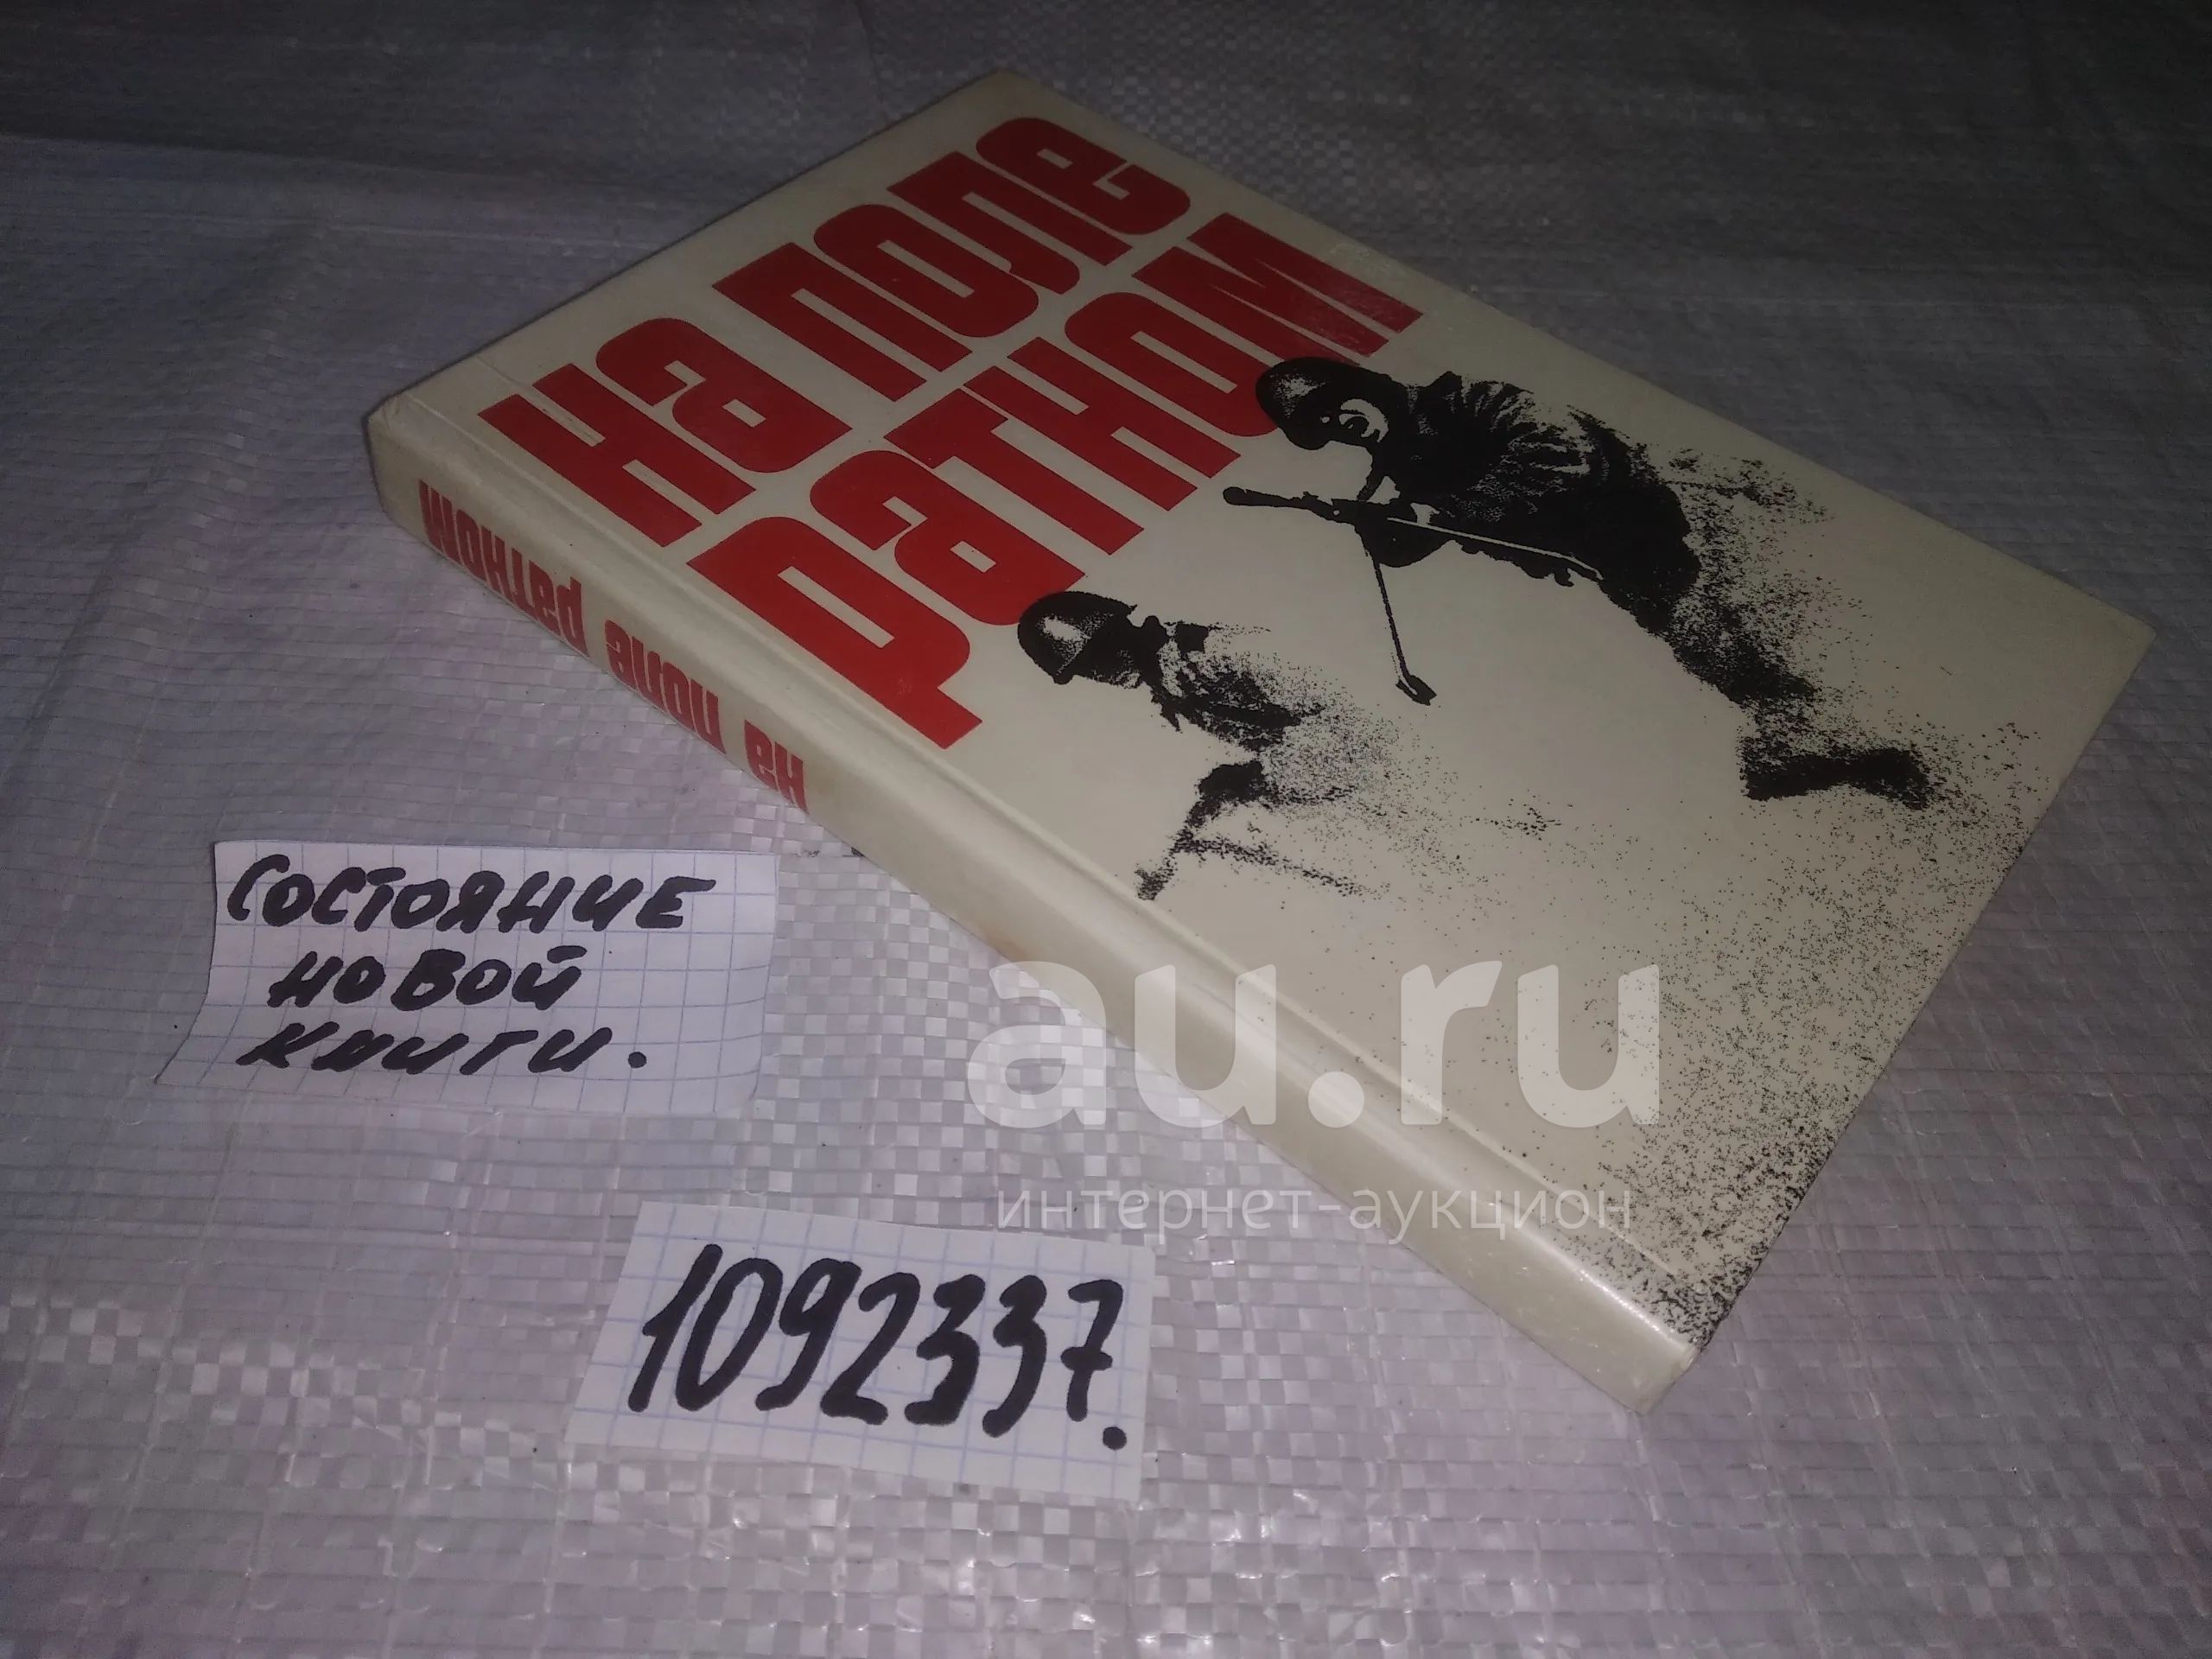 на поле
ратном
на поле ратном
СОСТОЯНИЕ
НОВОЙ
КНИГИ.
1092337.
au.ru
интернет-аукцион